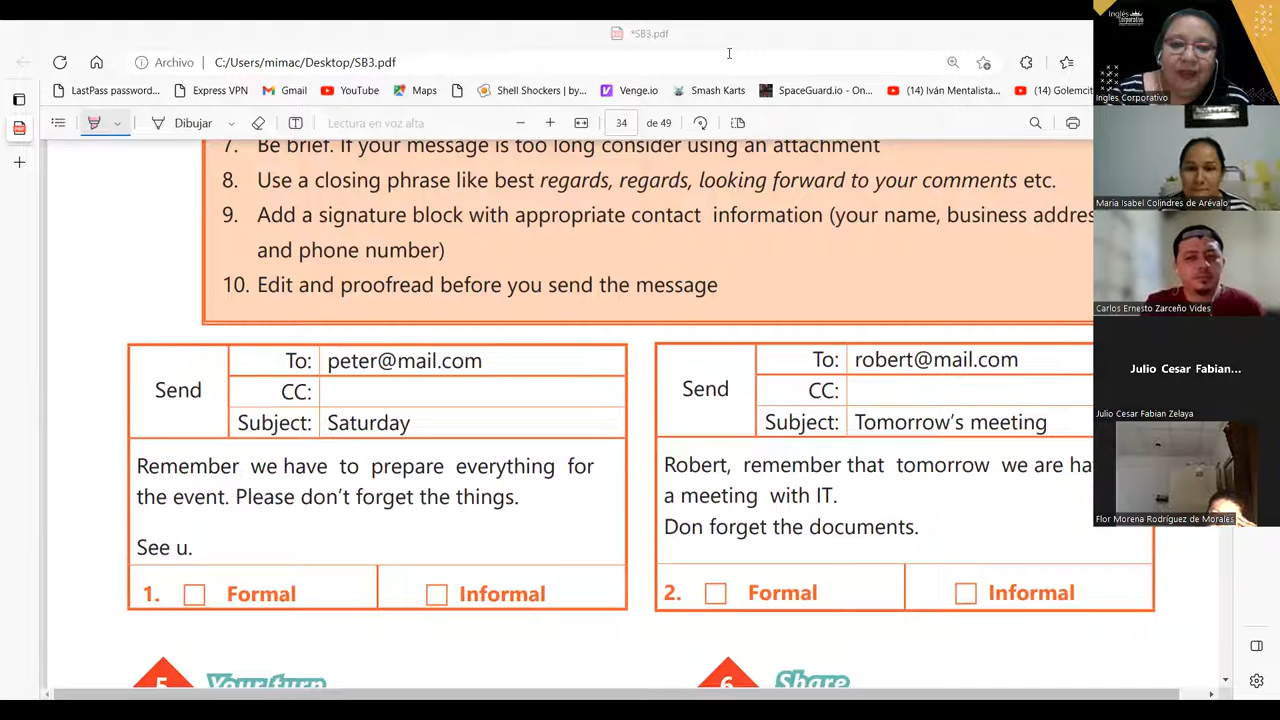 *SB3.pdf
Archivo C:/Users/mimac/Desktop/SB3.pdf
LastPass password... Express VPN Gmail YouTube Shell Shockers | by... Venge.io Smash Karts SpaceGuard.io - On... (14) Iván Mentalista... (14) Golemcit
Dibujar Lectura en voz alta 34 de 49
7. Be brief. If your message is too long consider using an attachment
8. Use a closing phrase like best regards, regards, looking forward to your comments etc.
9. Add a signature block with appropriate contact information (your name, business addres
and phone number)
10. Edit and proofread before you send the message
Send
To: peter@mail.com
CC:
Subject: Saturday
Remember we have to prepare everything for
the event. Please don't forget the things.
See u.
1. Formal Informal
Send
To: robert@mail.com
CC:
Subject: Tomorrow's meeting
Robert, remember that tomorrow we are ha
a meeting with IT.
Don forget the documents.
2. Formal Informal
5 Your turn
6 Share
Inglés
Corporativo
Ingles Corporativo
Maria Isabel Colindres de Arévalo
Carlos Ernesto Zarceño Vides
Julio Cesar Fabian...
Julio Cesar Fabian Zelaya
Flor Morena Rodríguez de Morales